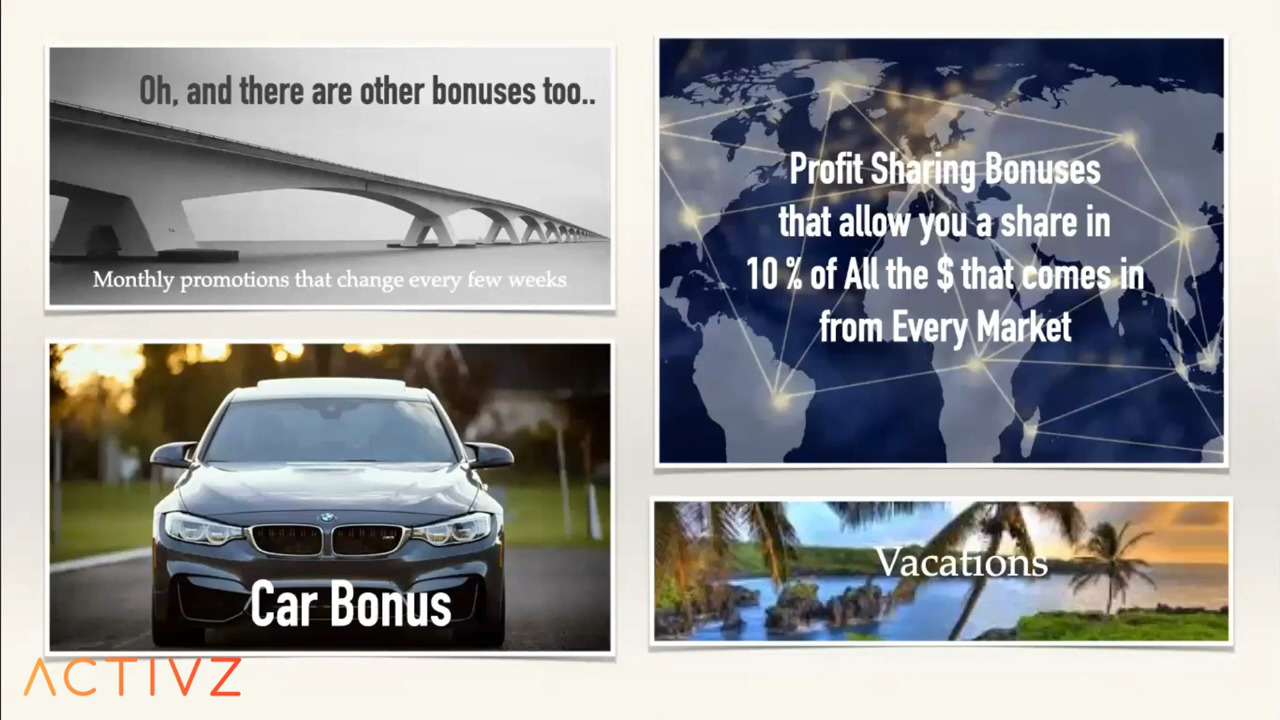 Oh, and there are other bonuses too..
Monthly promotions that change every few weeks
Profit Sharing Bonuses
that allow you a share in
10 % of All the $ that comes in
from Every Market
Car Bonus
Vacations
ACTIVZ